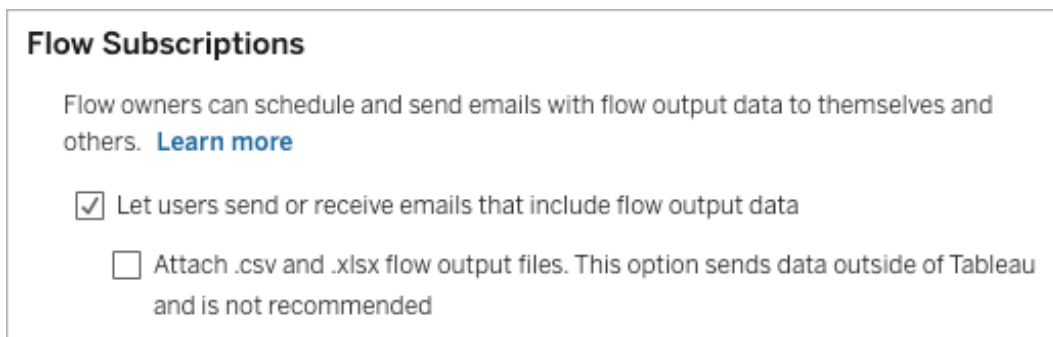 Flow Subscriptions
Flow owners can schedule and send emails with flow output data to themselves and
others. Learn more
Let users send or receive emails that include flow output data
Attach .csv and .xlsx flow output files. This option sends data outside of Tableau
and is not recommended